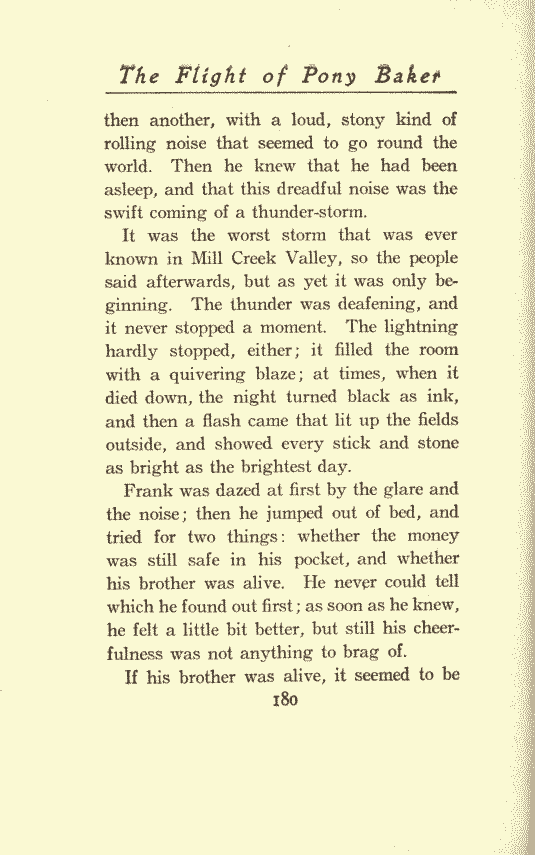 The Flight of Pony Baker
then another, with a loud, stony kind of
rolling noise that seemed to go round the
world. Then he knew that he had been
asleep, and that this dreadful noise was the
swift coming of a thunder-storm.
It was the worst storm that was ever
known in Mill Creek Valley, so the people
said afterwards, but as yet it was only be-
ginning. The thunder was deafening, and
it never stopped a moment. The lightning
hardly stopped, either; it filled the room
with a quivering blaze; at times, when it
died down, the night turned black as ink,
and then a flash came that lit up the fields
outside, and showed every stick and stone
as bright as the brightest day.
Frank was dazed at first by the glare and
the noise; then he jumped out of bed, and
tried for two things: whether the money
was still safe in his pocket, and whether
his brother was alive. He never could tell
which he found out first; as soon as he knew,
he felt a little bit better, but still his cheer-
fulness was not anything to brag of.
If his brother was alive, it seemed to be
180